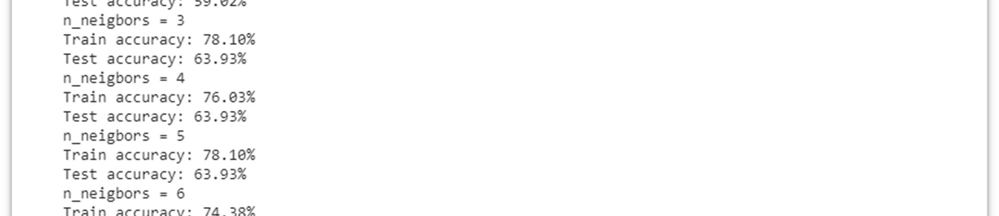 Test accuracy: 59.02%
n_neigbors = 3
Train accuracy: 78.10%
Test accuracy: 63.93%
n_neigbors = 4
Train accuracy: 76.03%
Test accuracy: 63.93%
n_neigbors = 5
Train accuracy: 78.10%
Test accuracy: 63.93%
n_neigbors = 6
Train accuracy: 74.38%